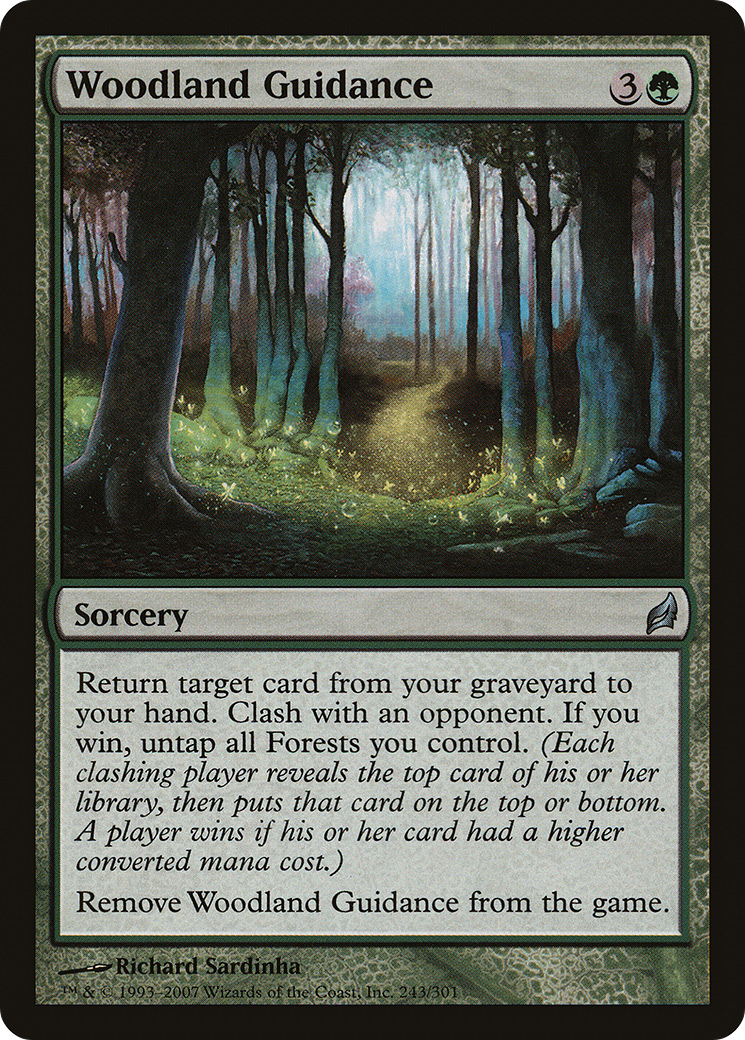 Woodland Guidance 3
Sorcery
Return target card from your graveyard to
your hand. Clash with an opponent. If you
win, untap all Forests you control. (Each
clashing player reveals the top card of his or her
library, then puts that card on the top or bottom.
A player wins if his or her card had a higher
converted mana cost.)
Remove Woodland Guidance from the game.
Richard Sardinha
™ & © 1993–2007 Wizards of the Coast, Inc. 243/301